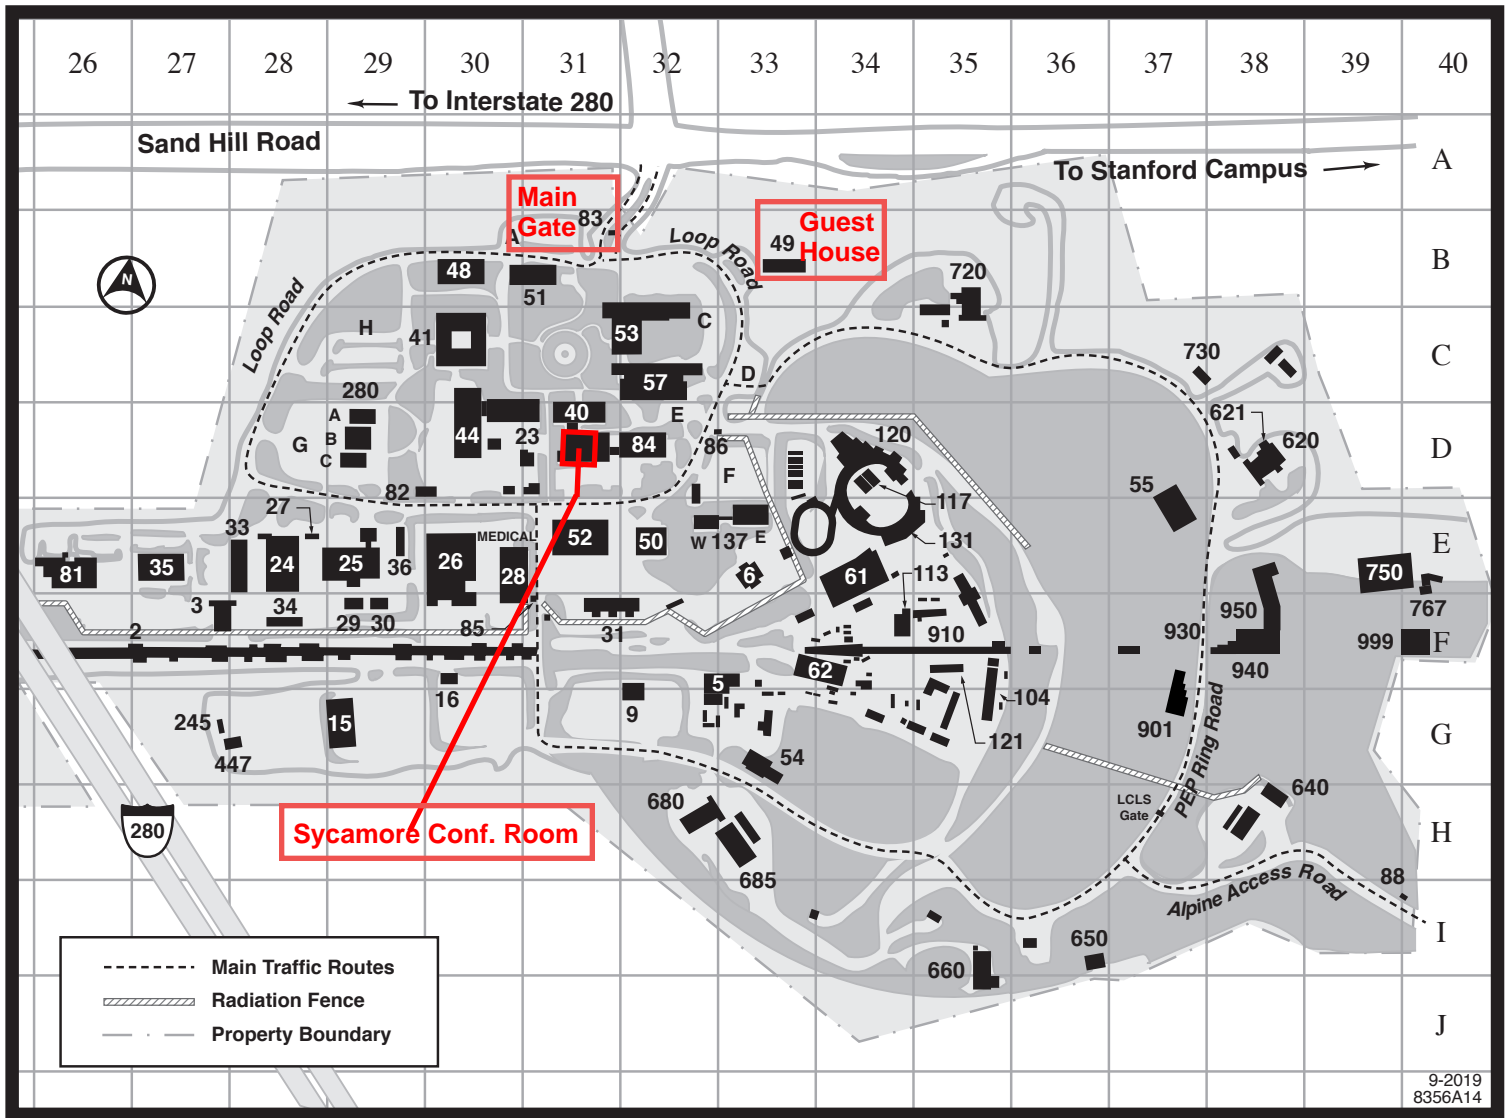 26 27 28 29 30 31 32 33 34 35 36 37 38 39 40
To Interstate 280
Sand Hill Road
A
To Stanford Campus
Main
Gate
83
A
Guest
House
49
Loop Road
B
N
48
51
720
Loop Road
H
41
53
C
730
C
280
57
D
A
40
E
621
B
G
44
23
84
86
120
620
D
C
82
F
55
27
117
33
MEDICAL
52
50
W
137
E
131
E
81
35
24
25
36
26
28
6
61
113
750
3
34
29
30
85
31
910
950
767
2
930
999
F
62
940
16
5
104
245
15
9
901
121
G
447
54
PEP Ring Road
680
640
LCLS
Gate
280
Sycamore Conf. Room
H
685
88
Alpine Access Road
650
I
660
Main Traffic Routes
Radiation Fence
Property Boundary
J
9-2019
8356A14